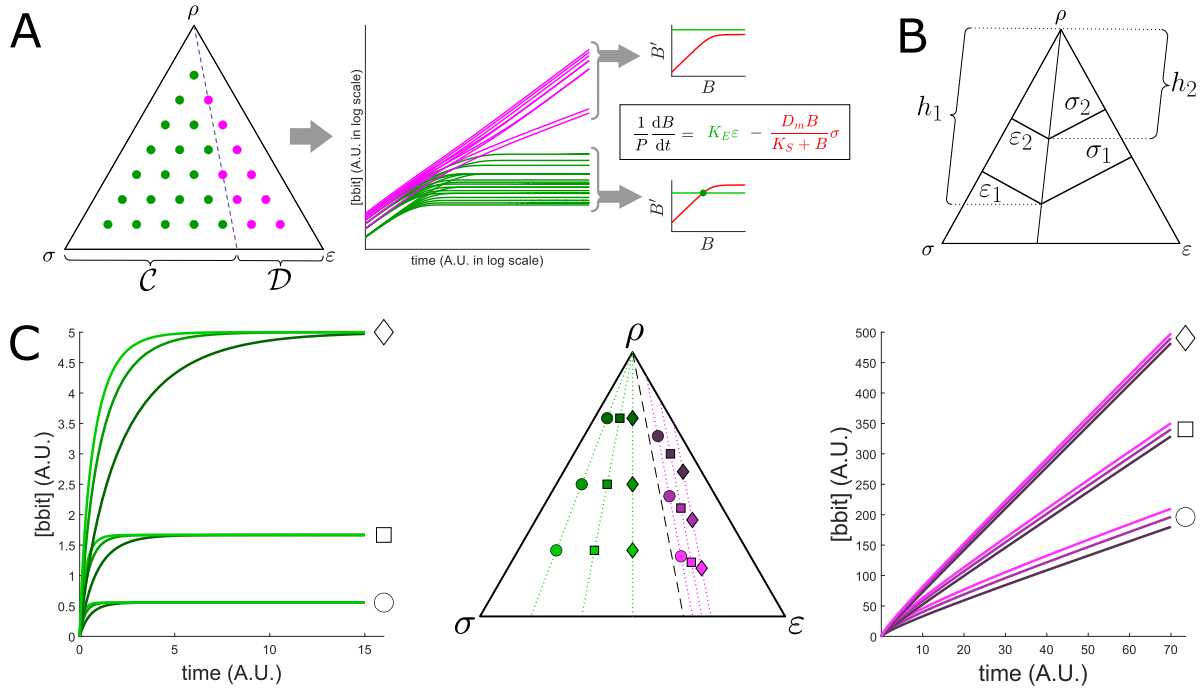 A
ρ
σ
ε
𝒞
𝒟
[bbit] (A.U. in log scale)
time (A.U. in log scale)
B′
B
1/P dB/dt = K_E ε − D_m B/(K_S + B) σ
B′
B
B
ρ
h₁
h₂
σ₂
ε₂
σ₁
ε₁
σ
ε
C
[bbit] (A.U.)
5
4.5
4
3.5
3
2.5
2
1.5
1
0.5
0
0 5 10 15
time (A.U.)
ρ
σ
ε
[bbit] (A.U.)
500
450
400
350
300
250
200
150
100
50
0
10 20 30 40 50 60 70
time (A.U.)